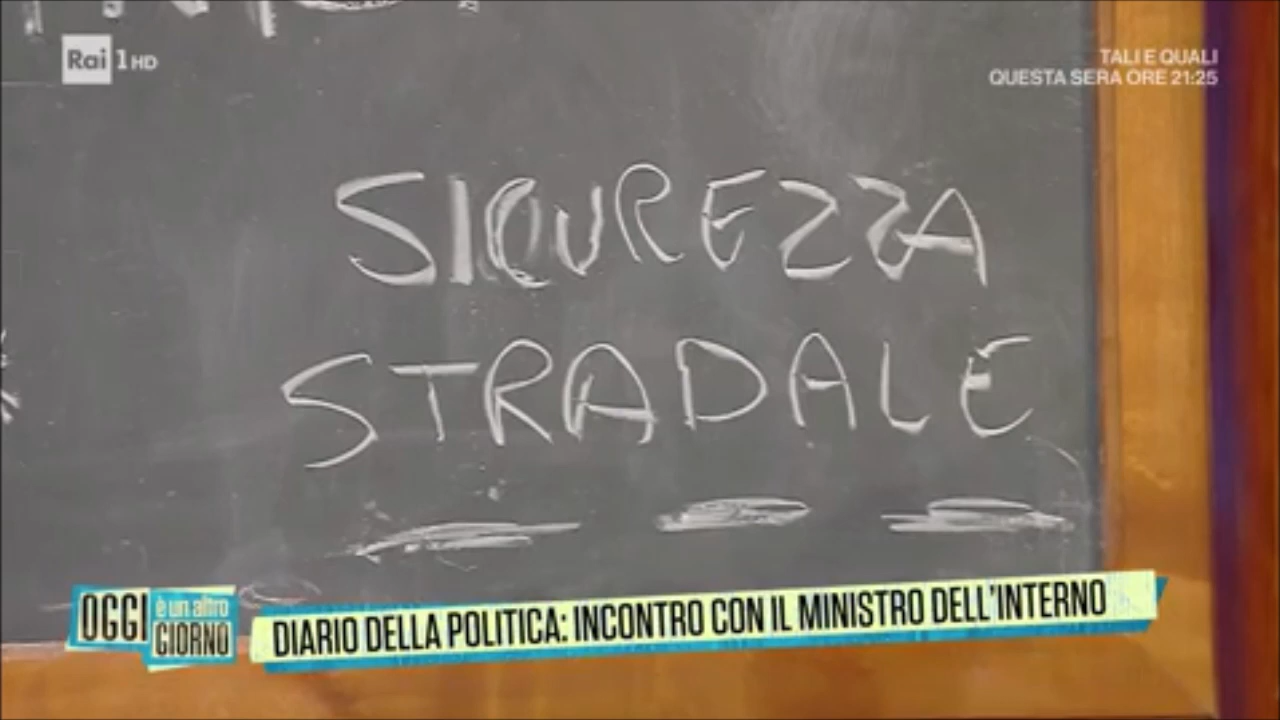 Rai 1 HD
TALI E QUALI
QUESTA SERA ORE 21:25
SICUREZZA
STRADALE
OGGI è un altro GIORNO
DIARIO DELLA POLITICA: INCONTRO CON IL MINISTRO DELL'INTERNO